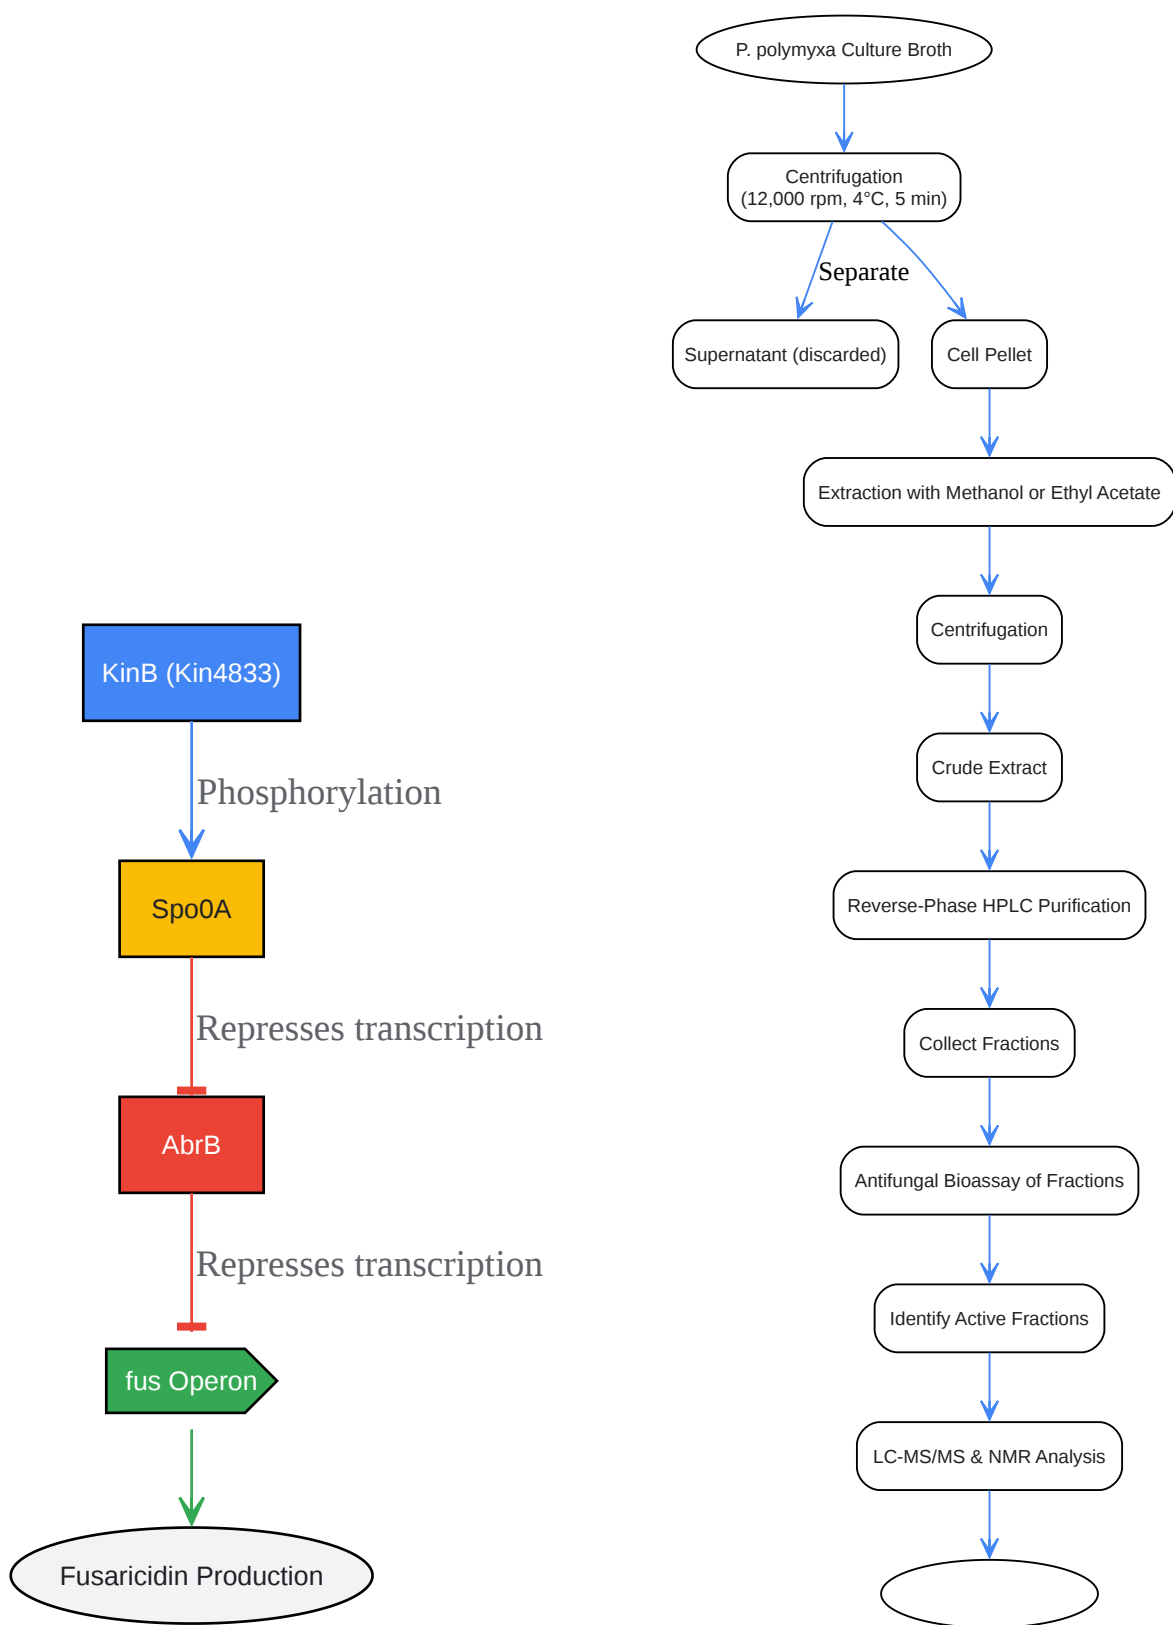 KinB (Kin4833)
Phosphorylation
Spo0A
Represses transcription
AbrB
Represses transcription
fus Operon
Fusaricidin Production
P. polymyxa Culture Broth
Centrifugation
(12,000 rpm, 4°C, 5 min)
Separate
Supernatant (discarded)
Cell Pellet
Extraction with Methanol or Ethyl Acetate
Centrifugation
Crude Extract
Reverse-Phase HPLC Purification
Collect Fractions
Antifungal Bioassay of Fractions
Identify Active Fractions
LC-MS/MS & NMR Analysis